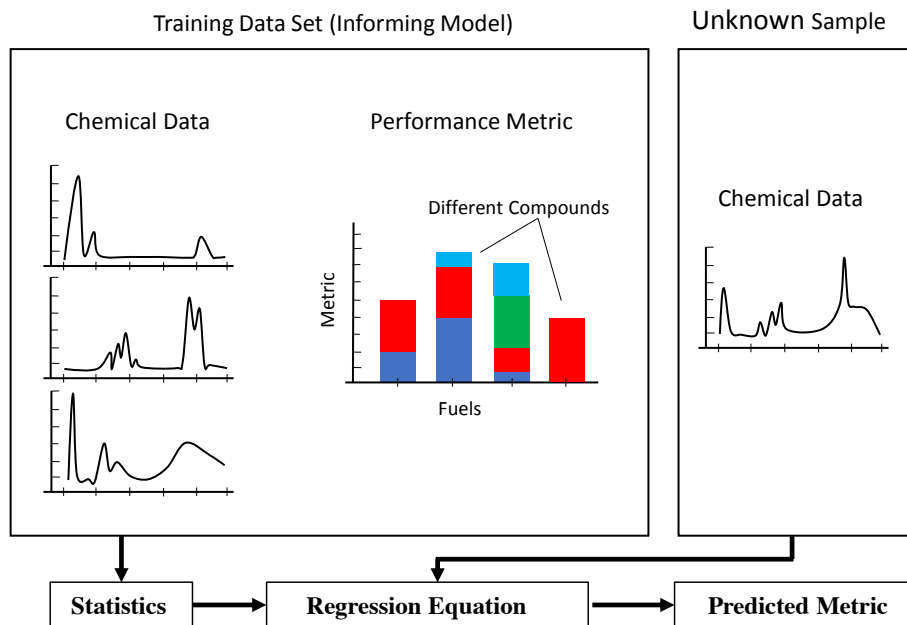 Training Data Set (Informing Model)
Unknown Sample
Chemical Data
Performance Metric
Different Compounds
Metric
Fuels
Chemical Data
Statistics
Regression Equation
Predicted Metric